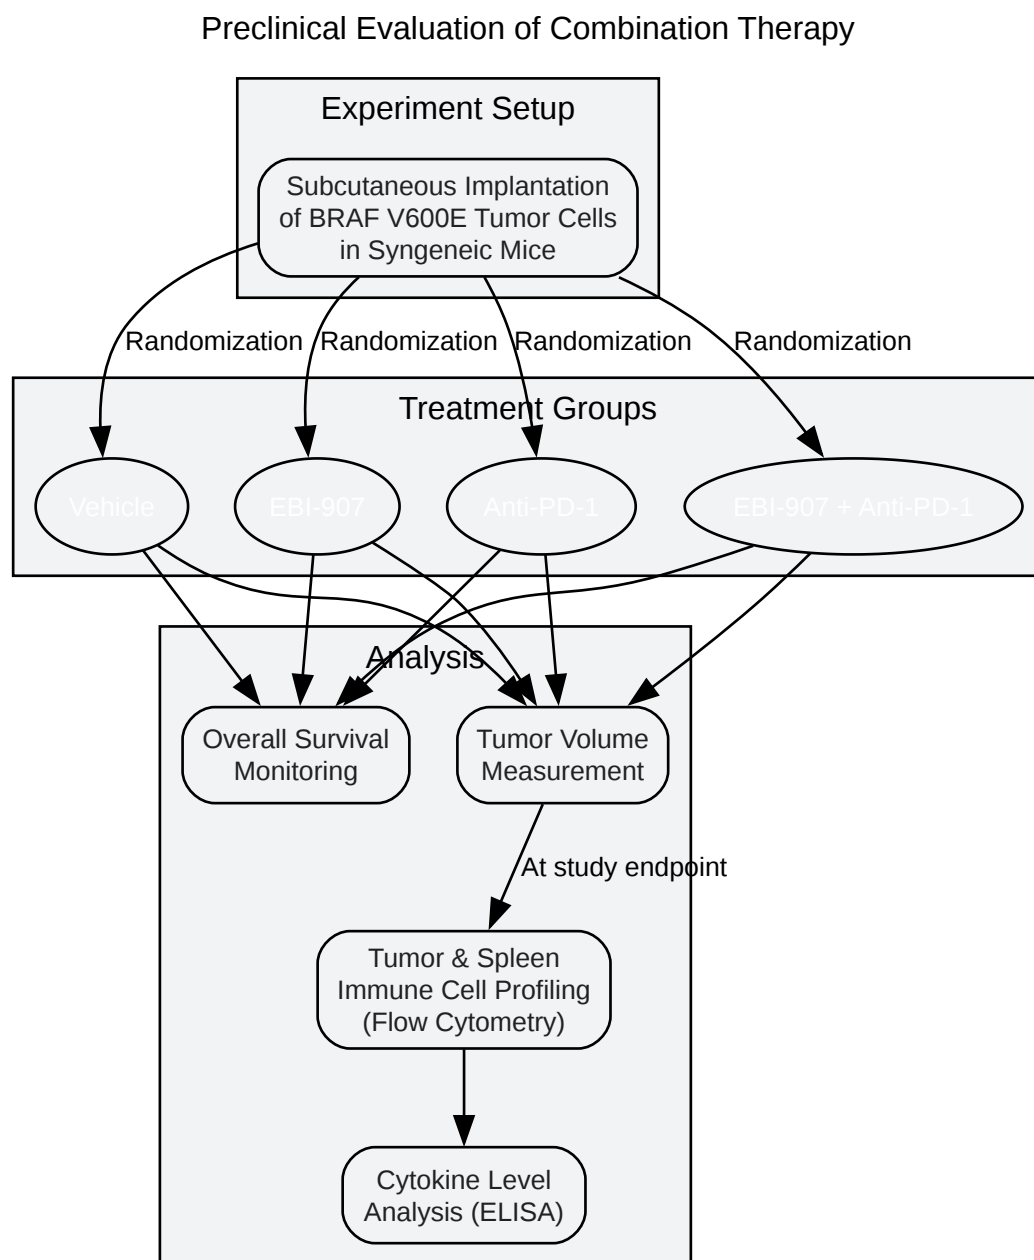 Preclinical Evaluation of Combination Therapy
Experiment Setup
Subcutaneous Implantation
of BRAF V600E Tumor Cells
in Syngeneic Mice
Randomization
Randomization
Randomization
Randomization
Treatment Groups
Vehicle
EBI-907
Anti-PD-1
EBI-907 + Anti-PD-1
Analysis
Overall Survival
Monitoring
Tumor Volume
Measurement
At study endpoint
Tumor & Spleen
Immune Cell Profiling
(Flow Cytometry)
Cytokine Level
Analysis (ELISA)